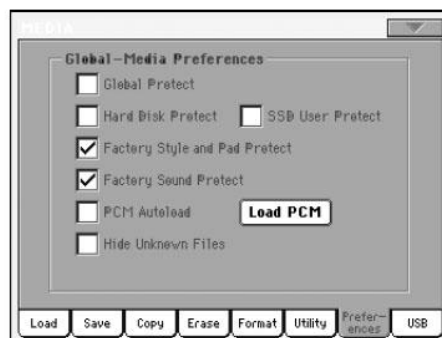 MEDIA
Global-Media Preferences
Global Protect
Hard Disk Protect SSB User Protect
Factory Style and Pad Protect
Factory Sound Protect
PCM Autoload Load PCM
Hide Unknown Files
Load Save Copy Erase Format Utility Prefer-
ences USB